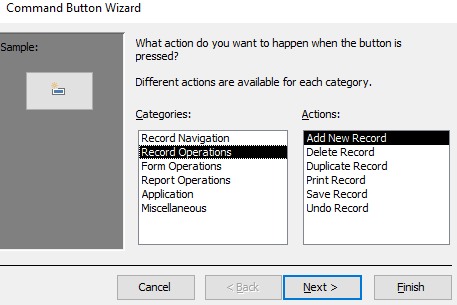 Command Button Wizard
Sample:
What action do you want to happen when the button is
pressed?
Different actions are available for each category.
Categories:
Record Navigation
Record Operations
Form Operations
Report Operations
Application
Miscellaneous
Actions:
Add New Record
Delete Record
Duplicate Record
Print Record
Save Record
Undo Record
Cancel
< Back
Next >
Finish